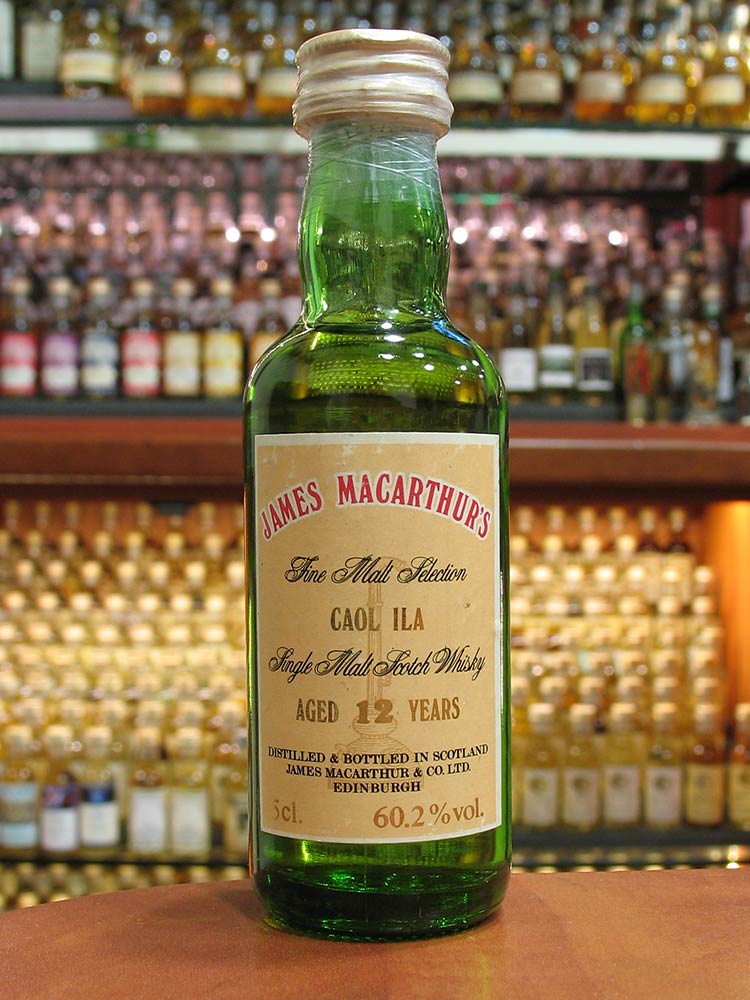 JAMES MACARTHUR'S
Fine Malt Selection
CAOL ILA
Single Malt Scotch Whisky
AGED 12 YEARS
DISTILLED & BOTTLED IN SCOTLAND
JAMES MACARTHUR & CO. LTD.
EDINBURGH
5cl. 60.2% vol.